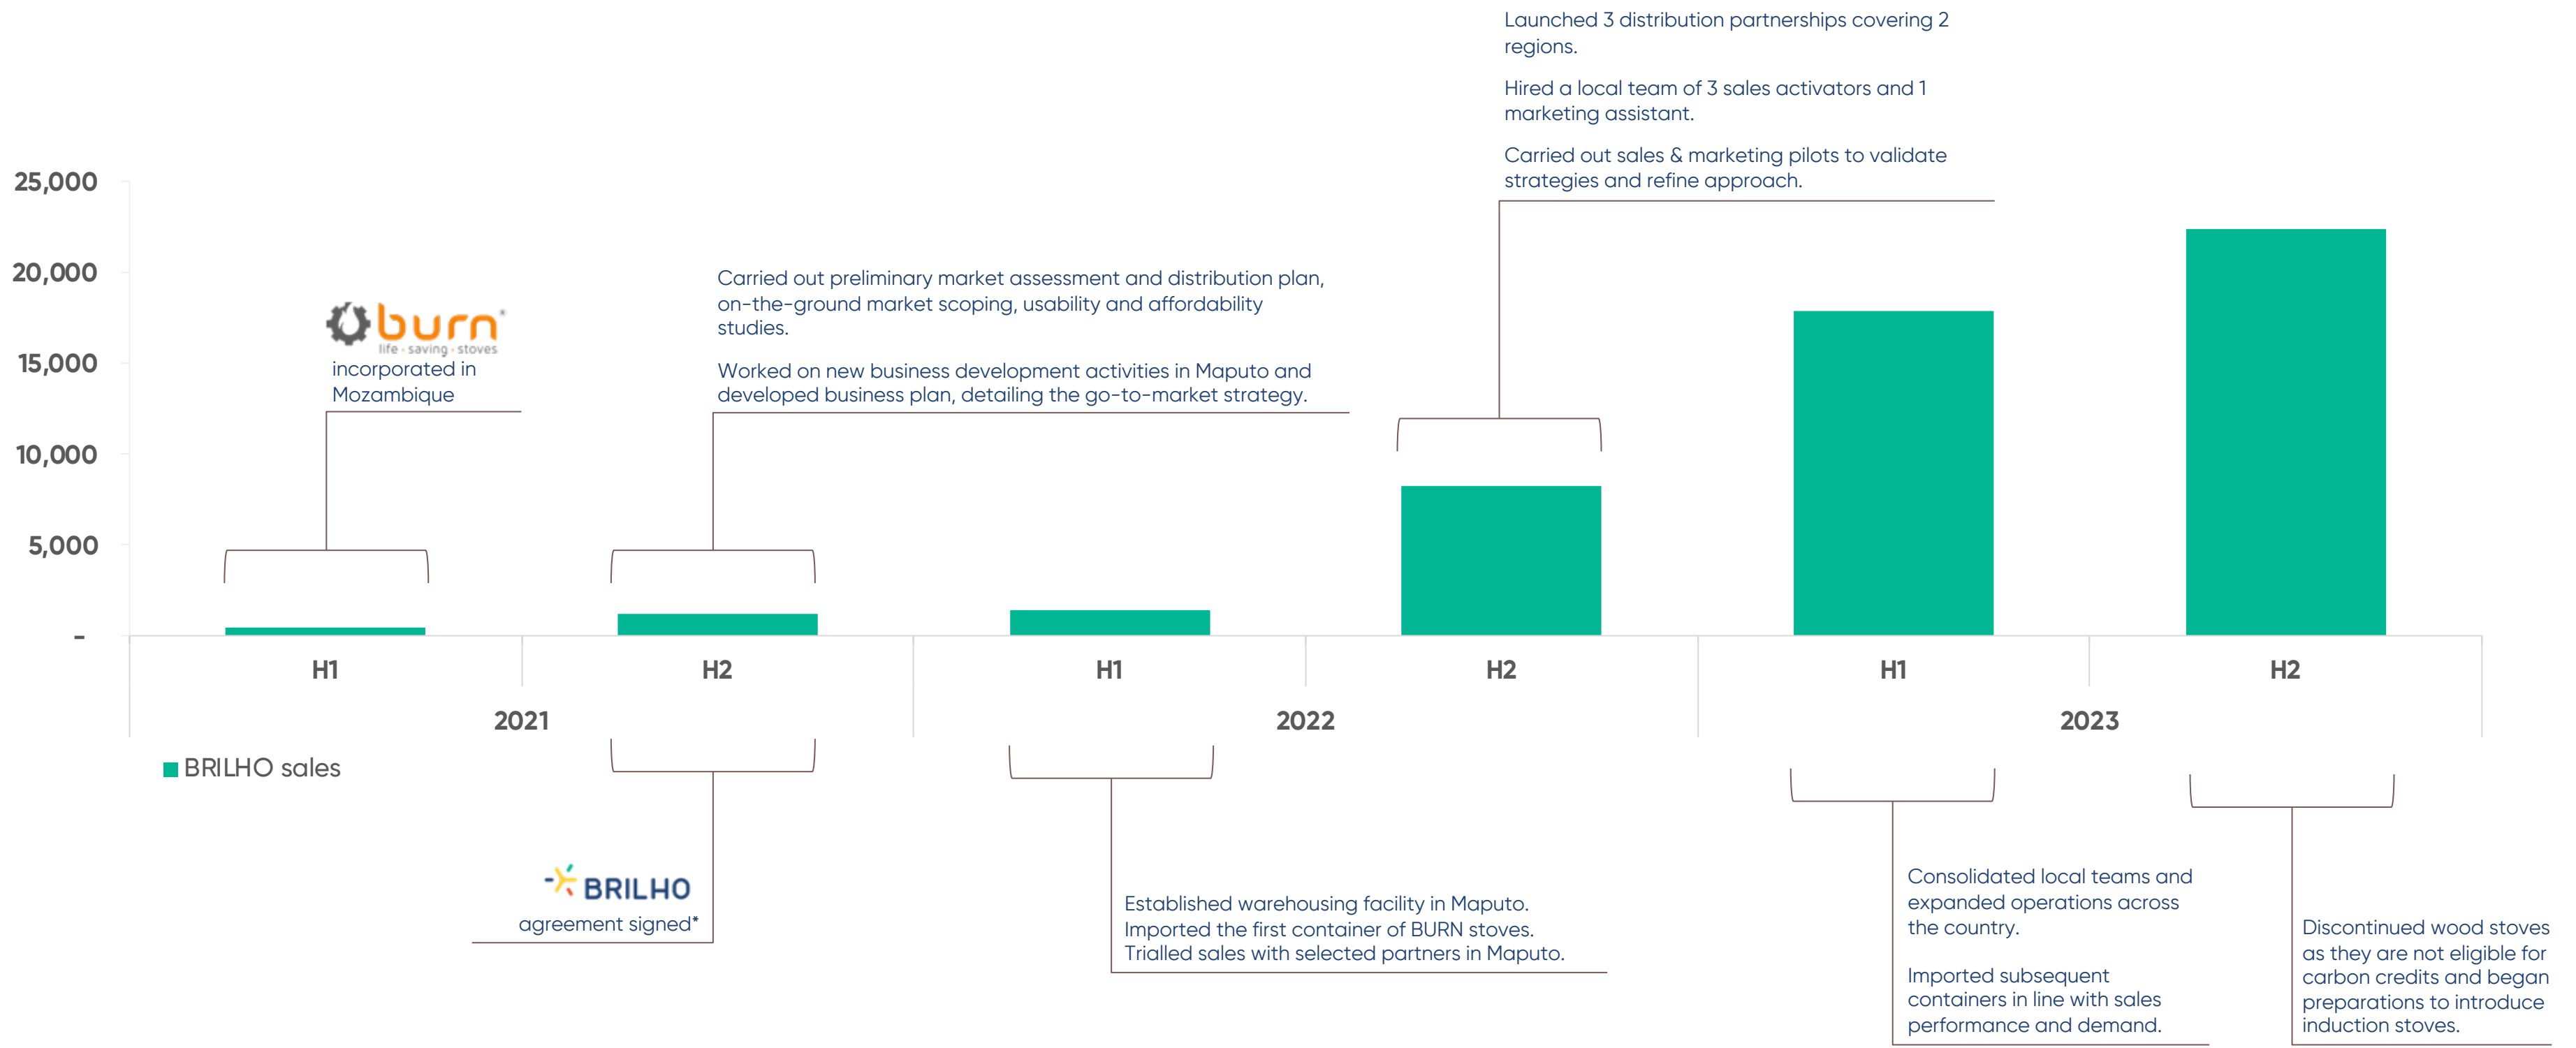 Launched 3 distribution partnerships covering 2
regions.
Hired a local team of 3 sales activators and 1
marketing assistant.
Carried out sales & marketing pilots to validate
strategies and refine approach.
25,000
20,000
15,000
10,000
5,000
-
burn
life · saving · stoves
incorporated in
Mozambique
Carried out preliminary market assessment and distribution plan,
on-the-ground market scoping, usability and affordability
studies.
Worked on new business development activities in Maputo and
developed business plan, detailing the go-to-market strategy.
H1
H2
H1
H2
H1
H2
2021
2022
2023
BRILHO sales
BRILHO
agreement signed*
Established warehousing facility in Maputo.
Imported the first container of BURN stoves.
Trialled sales with selected partners in Maputo.
Consolidated local teams and
expanded operations across
the country.
Imported subsequent
containers in line with sales
performance and demand.
Discontinued wood stoves
as they are not eligible for
carbon credits and began
preparations to introduce
induction stoves.